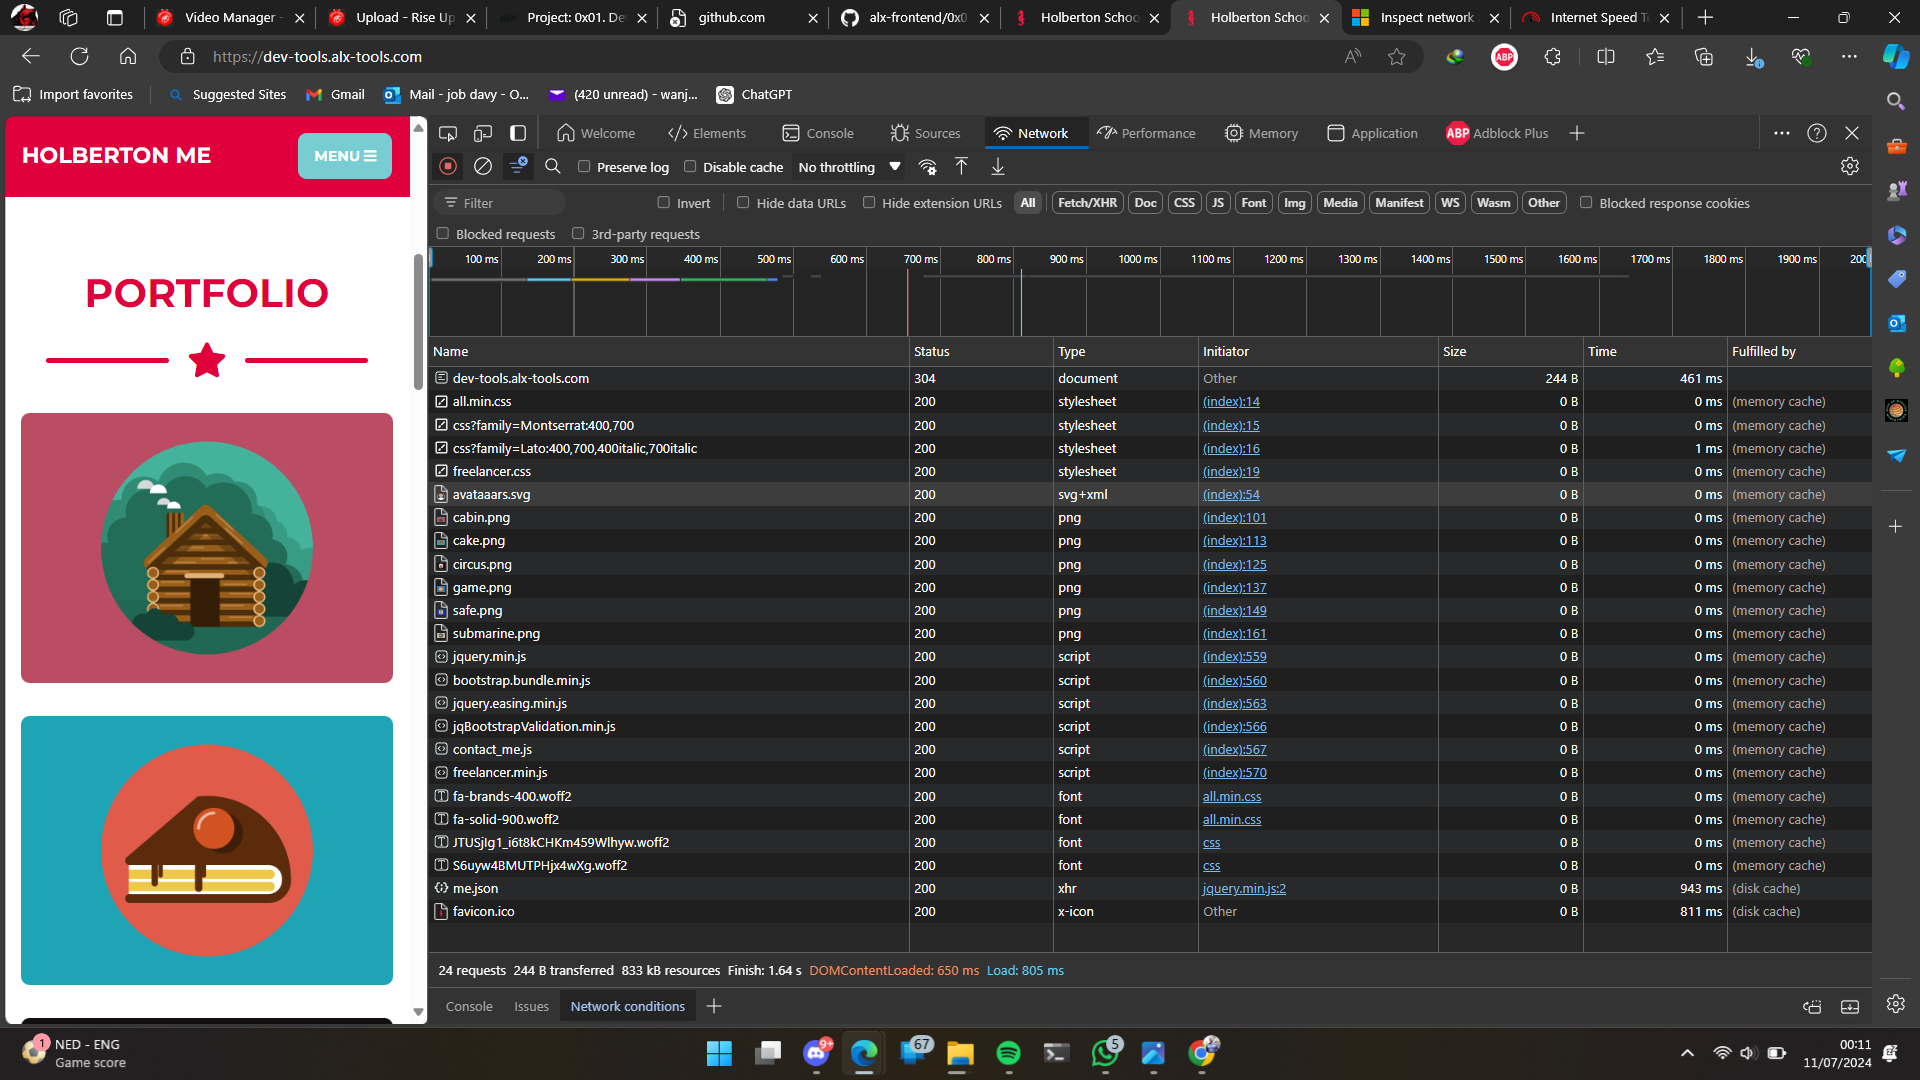 Video Manager -
Upload - Rise Up
Project: 0x01. De
github.com
alx-frontend/0x0
Holberton Schoo
Holberton Schoo
Inspect network
Internet Speed Te
https://dev-tools.alx-tools.com
ABP
Import favorites
Suggested Sites
Gmail
Mail - job davy - O...
(420 unread) - wanj...
ChatGPT
HOLBERTON ME
MENU
PORTFOLIO
Welcome
Elements
Console
Sources
Network
Performance
Memory
Application
ABP Adblock Plus
Preserve log
Disable cache
No throttling
Filter
Invert
Hide data URLs
Hide extension URLs
All
Fetch/XHR
Doc
CSS
JS
Font
Img
Media
Manifest
WS
Wasm
Other
Blocked response cookies
Blocked requests
3rd-party requests
100 ms 200 ms 300 ms 400 ms 500 ms 600 ms 700 ms 800 ms 900 ms 1000 ms 1100 ms 1200 ms 1300 ms 1400 ms 1500 ms 1600 ms 1700 ms 1800 ms 1900 ms 200
Name Status Type Initiator Size Time Fulfilled by
dev-tools.alx-tools.com 304 document Other 244 B 461 ms
all.min.css 200 stylesheet (index):14 0 B 0 ms (memory cache)
css?family=Montserrat:400,700 200 stylesheet (index):15 0 B 0 ms (memory cache)
css?family=Lato:400,700,400italic,700italic 200 stylesheet (index):16 0 B 1 ms (memory cache)
freelancer.css 200 stylesheet (index):19 0 B 0 ms (memory cache)
avataaars.svg 200 svg+xml (index):54 0 B 0 ms (memory cache)
cabin.png 200 png (index):101 0 B 0 ms (memory cache)
cake.png 200 png (index):113 0 B 0 ms (memory cache)
circus.png 200 png (index):125 0 B 0 ms (memory cache)
game.png 200 png (index):137 0 B 0 ms (memory cache)
safe.png 200 png (index):149 0 B 0 ms (memory cache)
submarine.png 200 png (index):161 0 B 0 ms (memory cache)
jquery.min.js 200 script (index):559 0 B 0 ms (memory cache)
bootstrap.bundle.min.js 200 script (index):560 0 B 0 ms (memory cache)
jquery.easing.min.js 200 script (index):563 0 B 0 ms (memory cache)
jqBootstrapValidation.min.js 200 script (index):566 0 B 0 ms (memory cache)
contact_me.js 200 script (index):567 0 B 0 ms (memory cache)
freelancer.min.js 200 script (index):570 0 B 0 ms (memory cache)
fa-brands-400.woff2 200 font all.min.css 0 B 0 ms (memory cache)
fa-solid-900.woff2 200 font all.min.css 0 B 0 ms (memory cache)
JTUSjIg1_i6t8kCHKm459Wlhyw.woff2 200 font css 0 B 0 ms (memory cache)
S6uyw4BMUTPHjx4wXg.woff2 200 font css 0 B 0 ms (memory cache)
me.json 200 xhr jquery.min.js:2 0 B 943 ms (disk cache)
favicon.ico 200 x-icon Other 0 B 811 ms (disk cache)
24 requests 244 B transferred 833 kB resources Finish: 1.64 s DOMContentLoaded: 650 ms Load: 805 ms
Console
Issues
Network conditions
1
NED - ENG
Game score
9+
67
5
00:11
11/07/2024